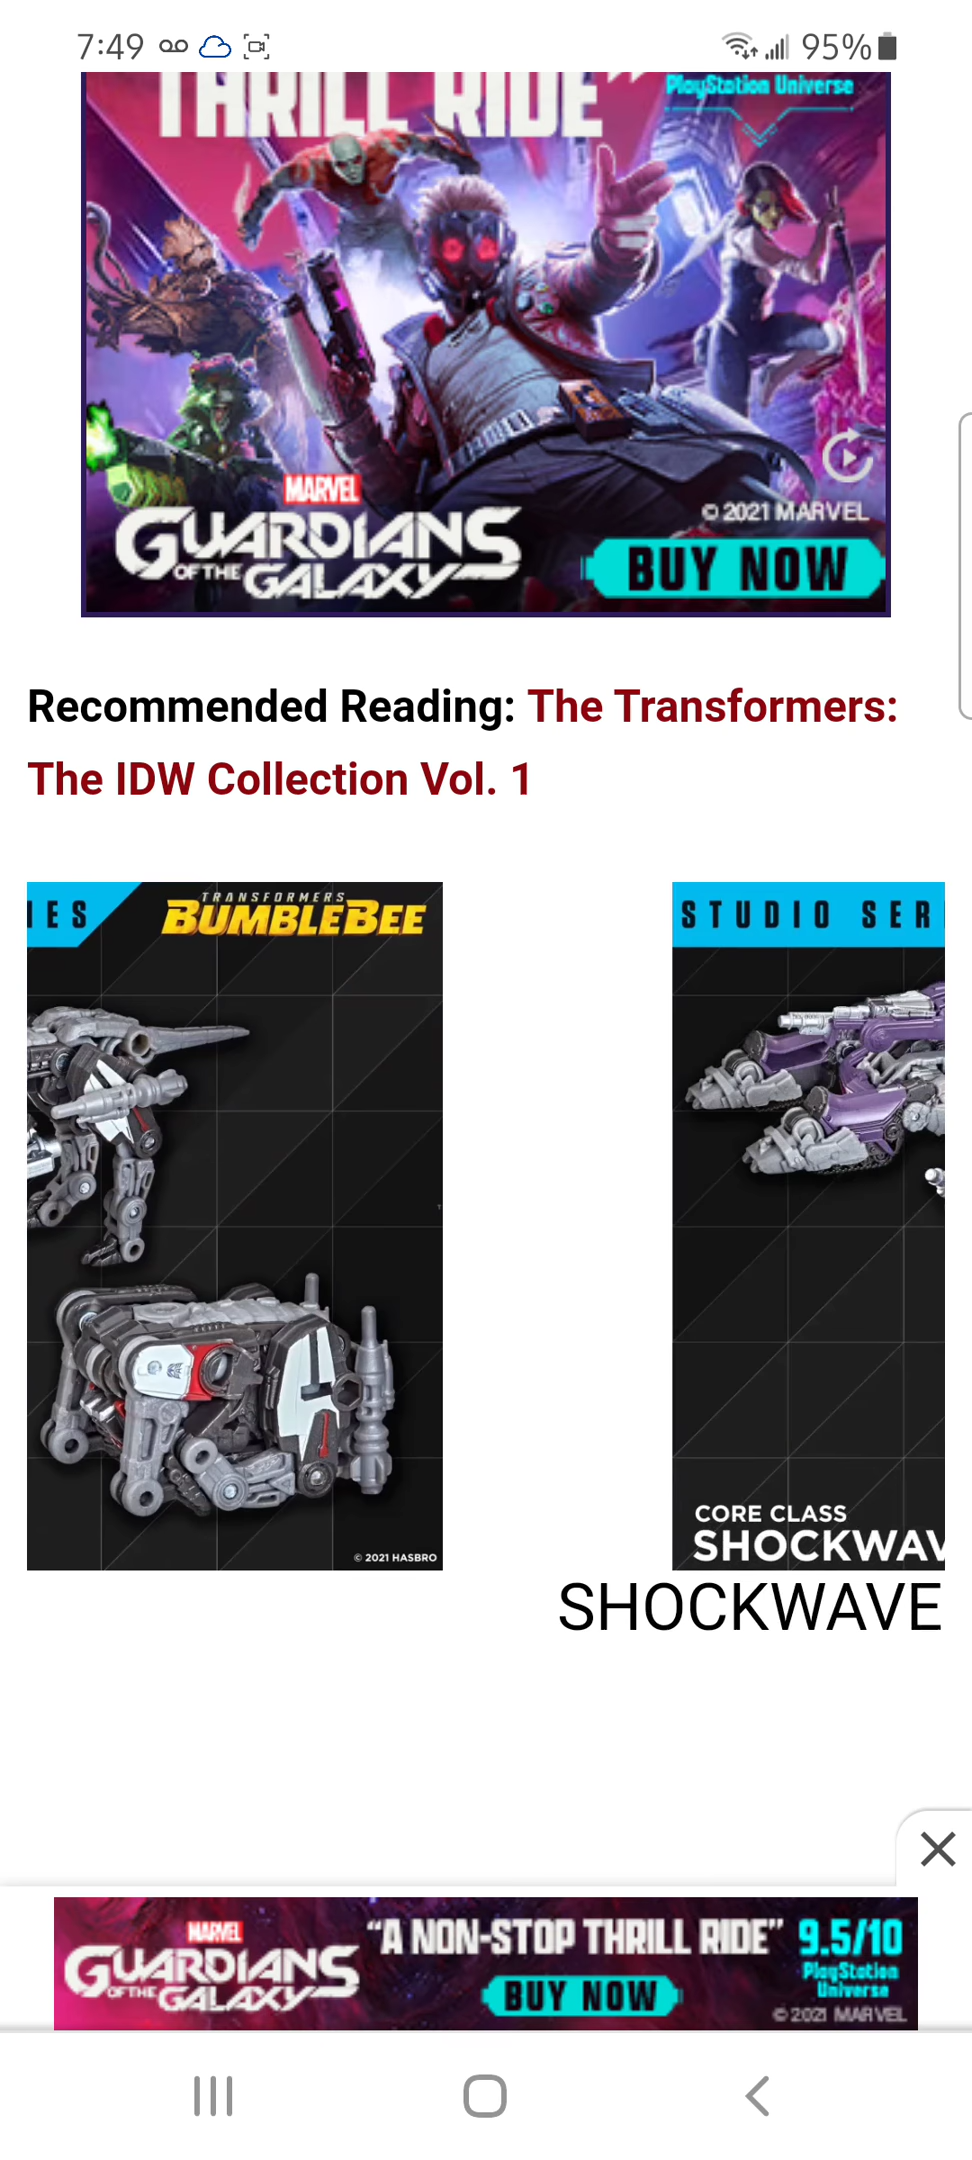 7:49
95%
THRILL RIDE"
PlayStation Universe
MARVEL
GUARDIANS
OF THE
GALAXY
© 2021 MARVEL
BUY NOW
Recommended Reading: The Transformers:
The IDW Collection Vol. 1
IES
TRANSFORMERS
BUMBLEBEE
© 2021 HASBRO
STUDIO SER
CORE CLASS
SHOCKWAV
SHOCKWAVE
MARVEL
GUARDIANS
OF THE
GALAXY
"A NON-STOP THRILL RIDE"
BUY NOW
9.5/10
PlayStation
Universe
© 2021 MARVEL